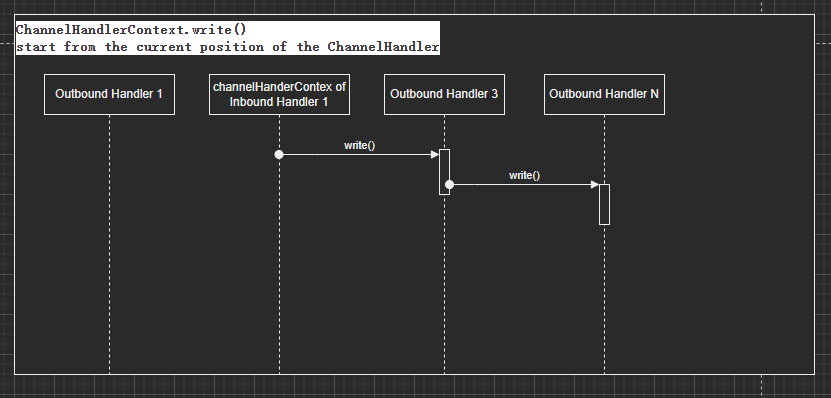 ChannelHandlerContext.write()
start from the current position of the ChannelHandler
Outbound Handler 1
channelHanderContex of
Inbound Handler 1
Outbound Handler 3
Outbound Handler N
write()
write()